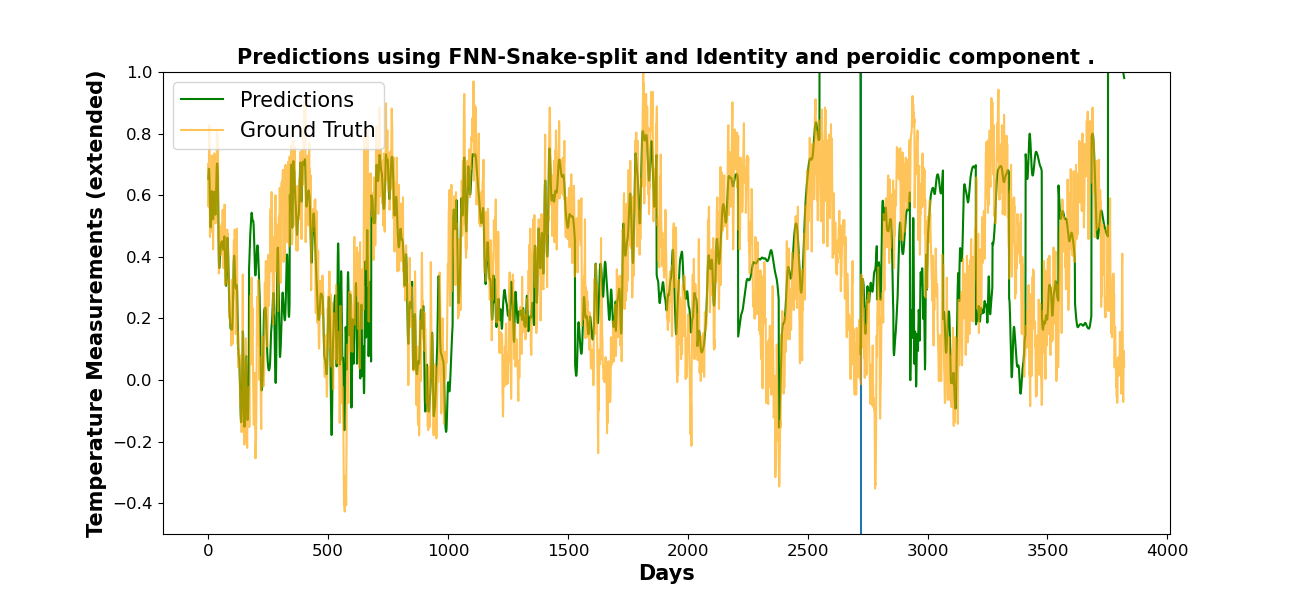 Predictions using FNN-Snake-split and Identity and peroidic component .
Temperature Measurements (extended)
1.0
0.8
0.6
0.4
0.2
0.0
−0.2
−0.4
Predictions
Ground Truth
0 500 1000 1500 2000 2500 3000 3500 4000
Days